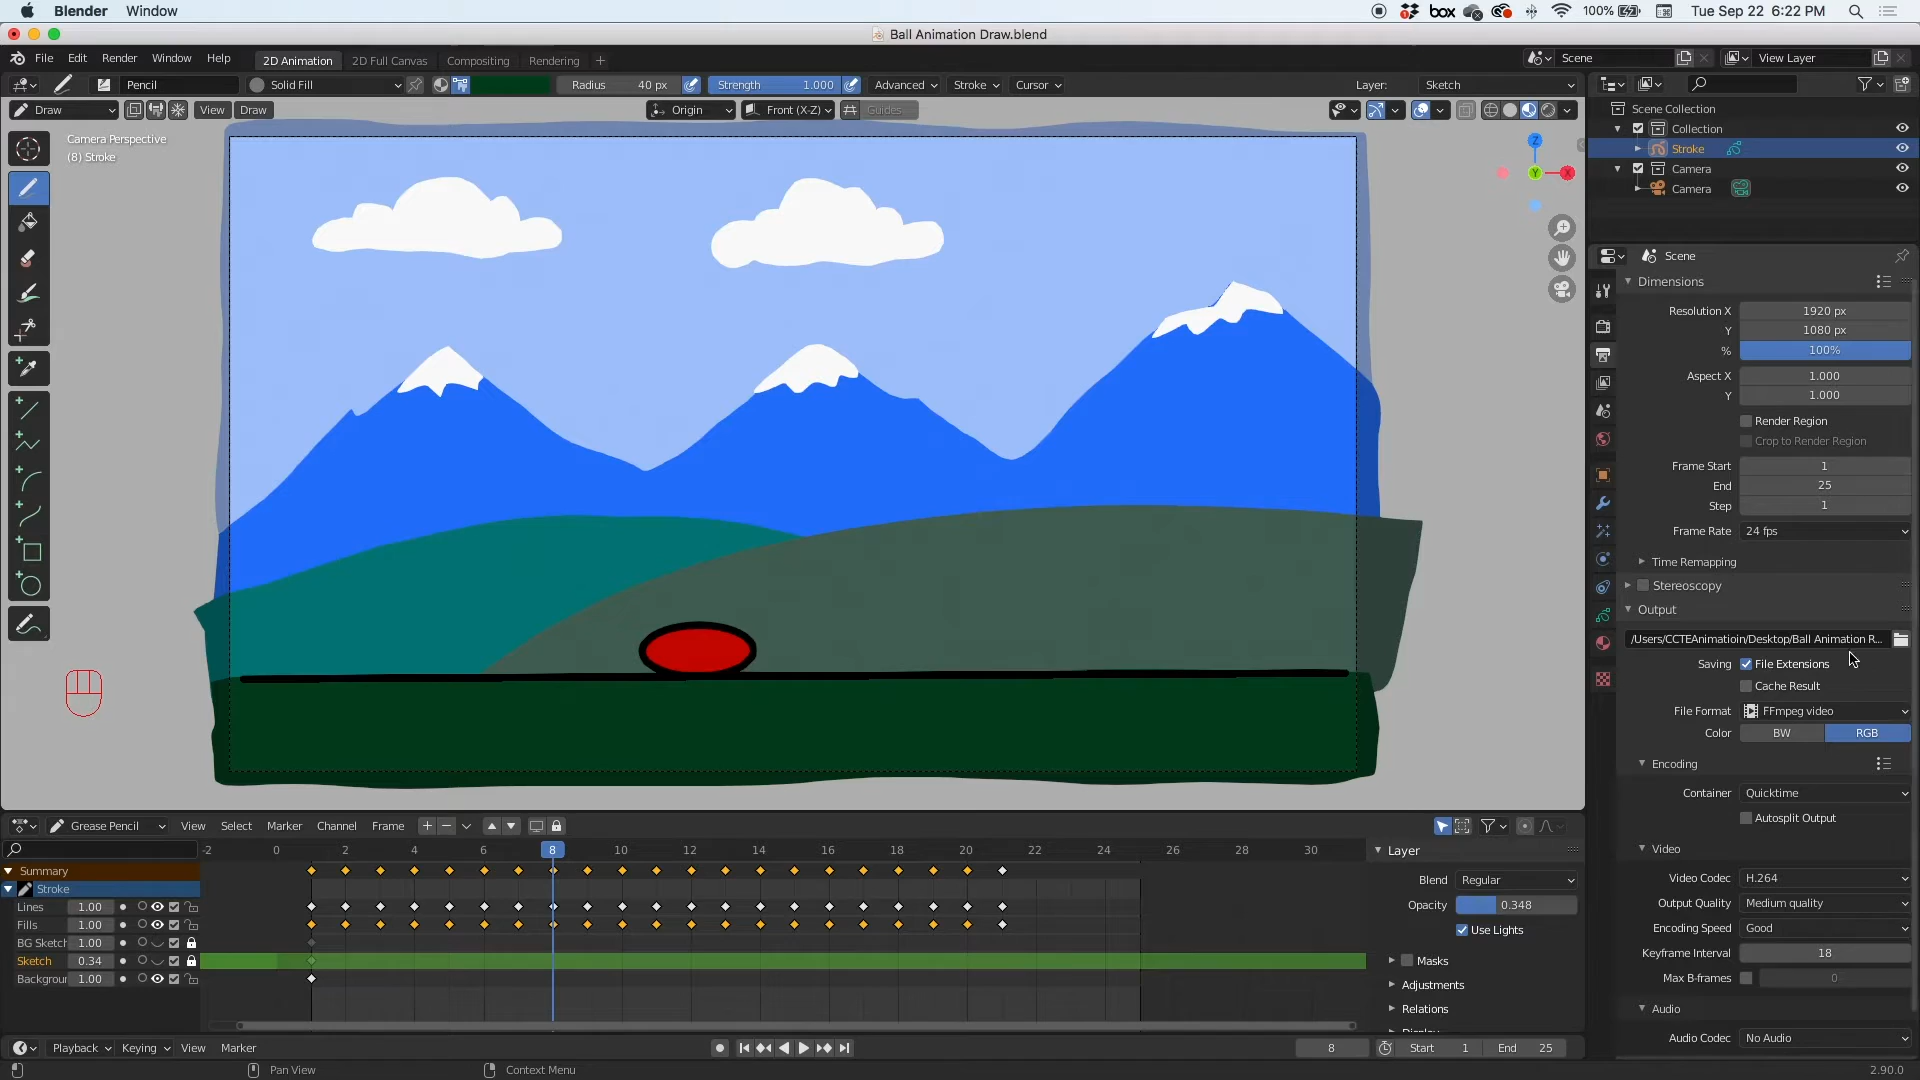 Blender Window
box 100% Tue Sep 22 6:22 PM
Ball Animation Draw.blend
File Edit Render Window Help 2D Animation 2D Full Canvas Compositing Rendering + Scene View Layer
Pencil Solid Fill Radius 40 px Strength 1.000 Advanced Stroke Cursor Layer: Sketch
Draw View Draw Origin Front (X-Z) Guides
Camera Perspective
(8) Stroke
Z
Y
X
Scene Collection
Collection
Stroke
Camera
Camera
Scene
Dimensions
Resolution X 1920 px
Y 1080 px
% 100%
Aspect X 1.000
Y 1.000
Render Region
Crop to Render Region
Frame Start 1
End 25
Step 1
Frame Rate 24 fps
Time Remapping
Stereoscopy
Output
/Users/CCTEAnimatioin/Desktop/Ball Animation R...
Saving File Extensions
Cache Result
File Format FFmpeg video
Color BW RGB
Encoding
Container Quicktime
Autosplit Output
Video
Video Codec H.264
Output Quality Medium quality
Encoding Speed Good
Keyframe Interval 18
Max B-frames 0
Audio
Audio Codec No Audio
Grease Pencil View Select Marker Channel Frame
-2 0 2 4 6 8 10 12 14 16 18 20 22 24 26 28 30
Summary
Stroke
Lines 1.00
Fills 1.00
BG Sketch 1.00
Sketch 0.34
Backgrour 1.00
Layer
Blend Regular
Opacity 0.348
Use Lights
Masks
Adjustments
Relations
Playback Keying View Marker 8 Start 1 End 25
Pan View Context Menu 2.90.0